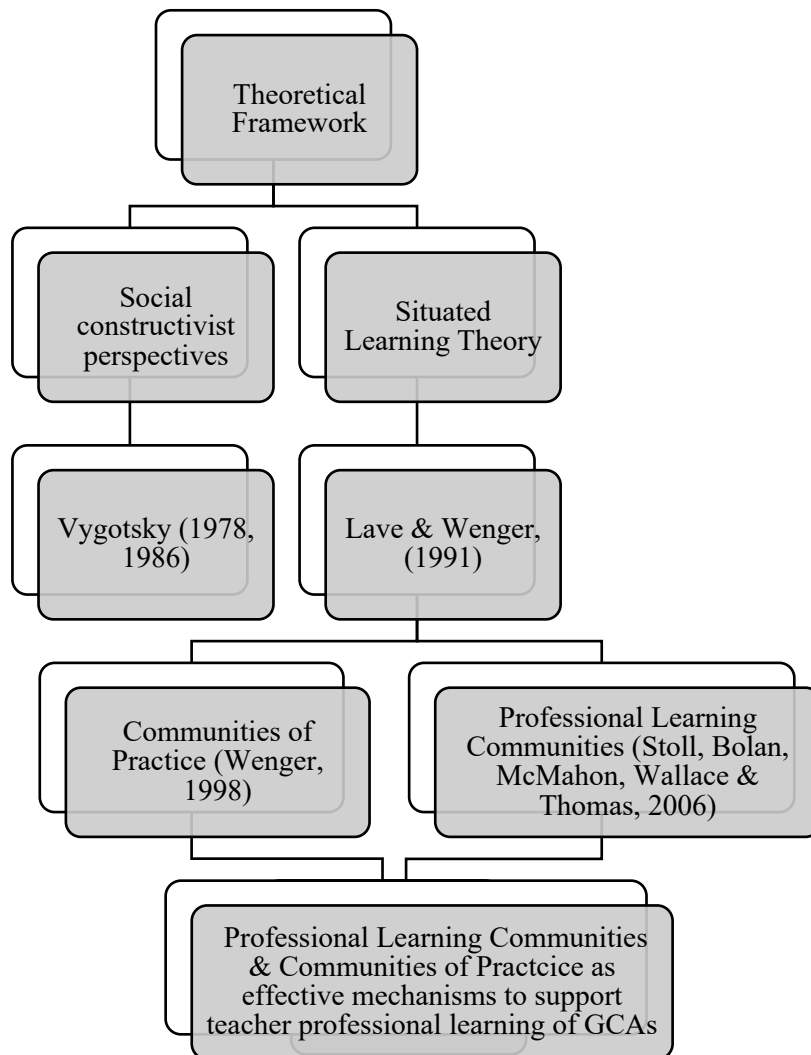 Theoretical
Framework
Social
constructivist
perspectives
Situated
Learning Theory
Vygotsky (1978,
1986)
Lave & Wenger,
(1991)
Communities of
Practice (Wenger,
1998)
Professional Learning
Communities (Stoll, Bolan,
McMahon, Wallace &
Thomas, 2006)
Professional Learning Communities
& Communities of Practcice as
effective mechanisms to support
teacher professional learning of GCAs